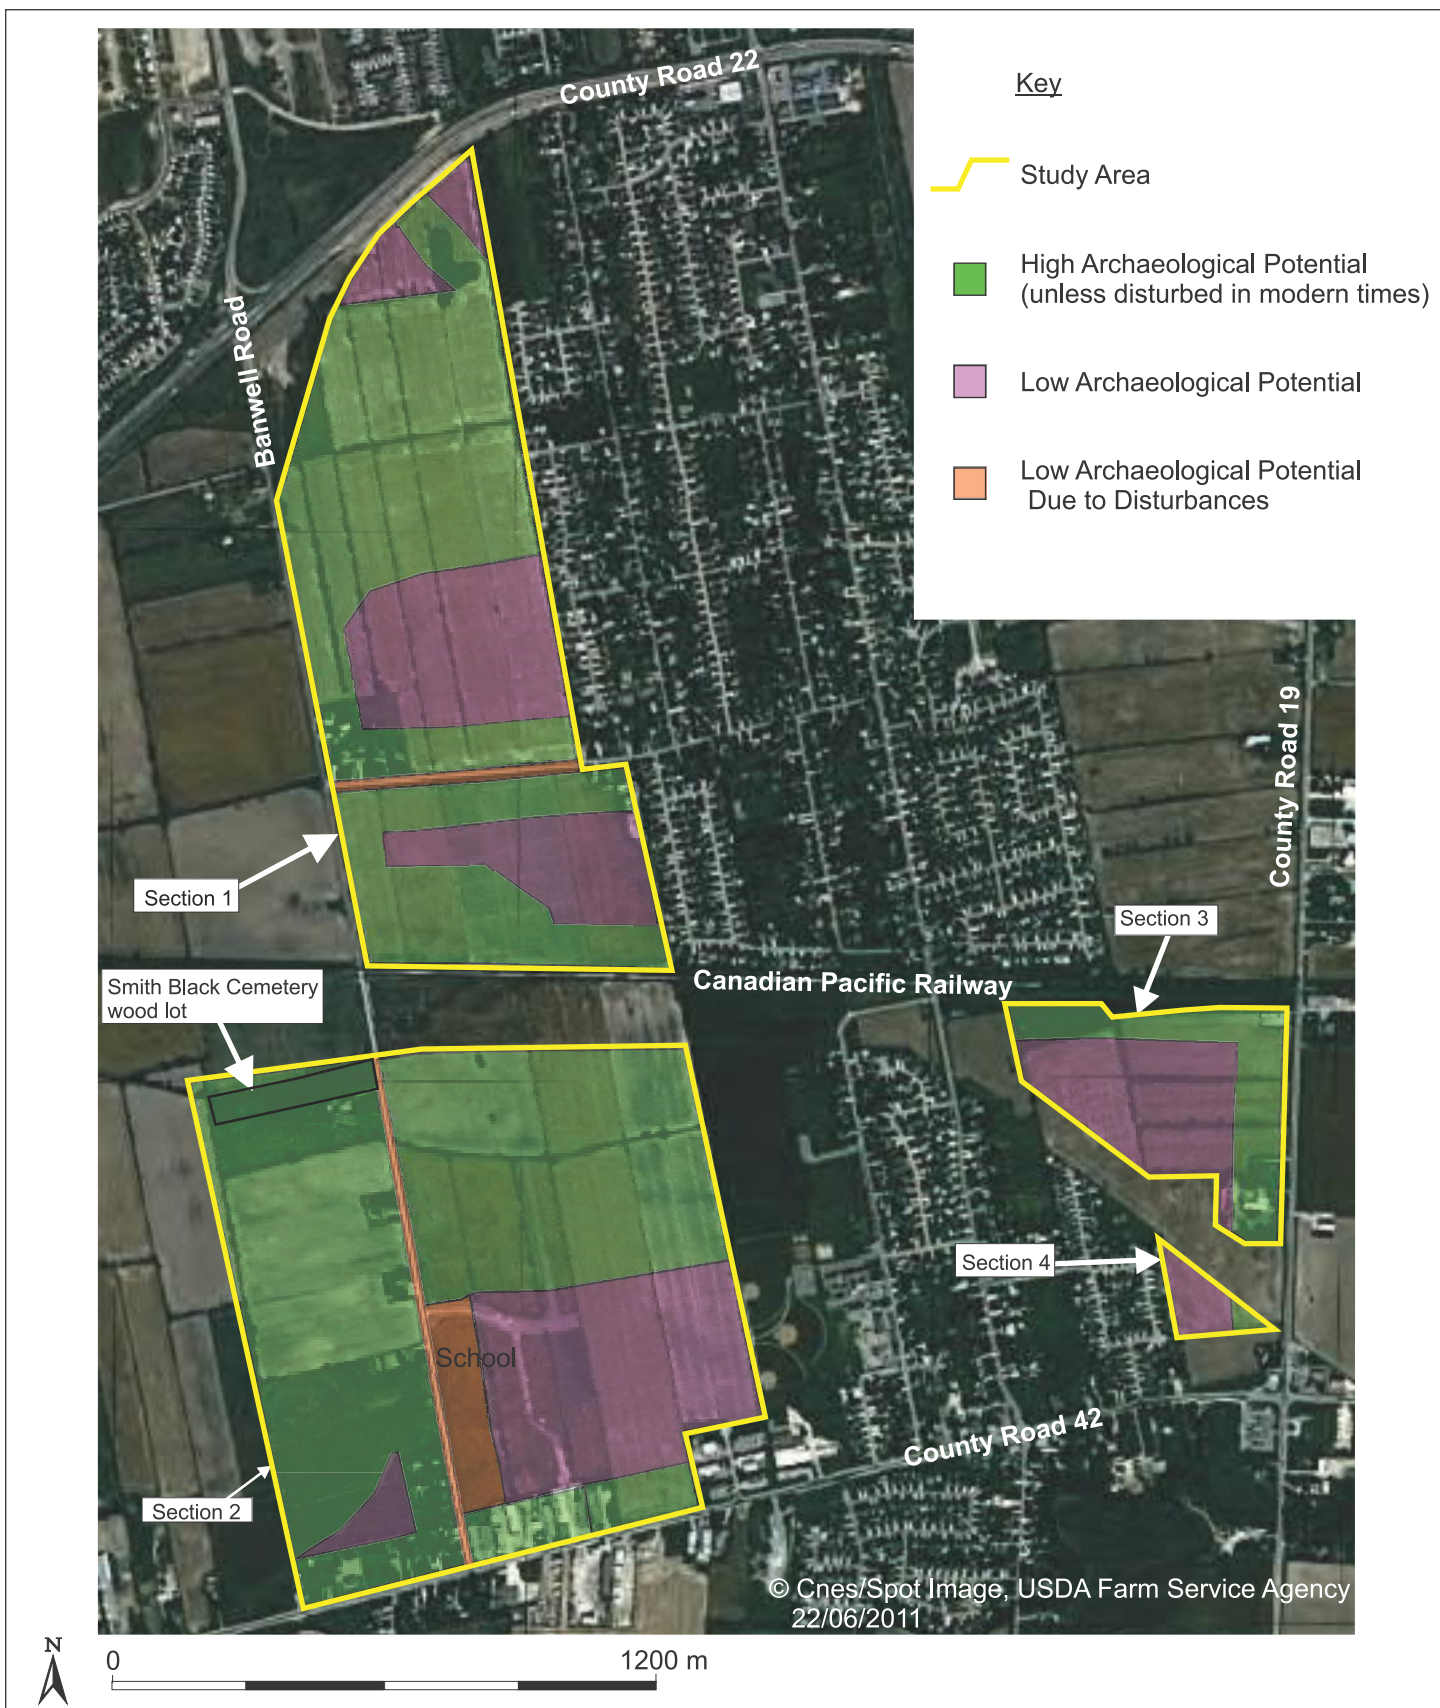 County Road 22
Key
Study Area
High Archaeological Potential
(unless disturbed in modern times)
Low Archaeological Potential
Low Archaeological Potential
Due to Disturbances
Banwell Road
County Road 19
Section 1
Section 3
Smith Black Cemetery
wood lot
Canadian Pacific Railway
Section 4
School
County Road 42
Section 2
© Cnes/Spot Image, USDA Farm Service Agency
22/06/2011
N
0
1200 m